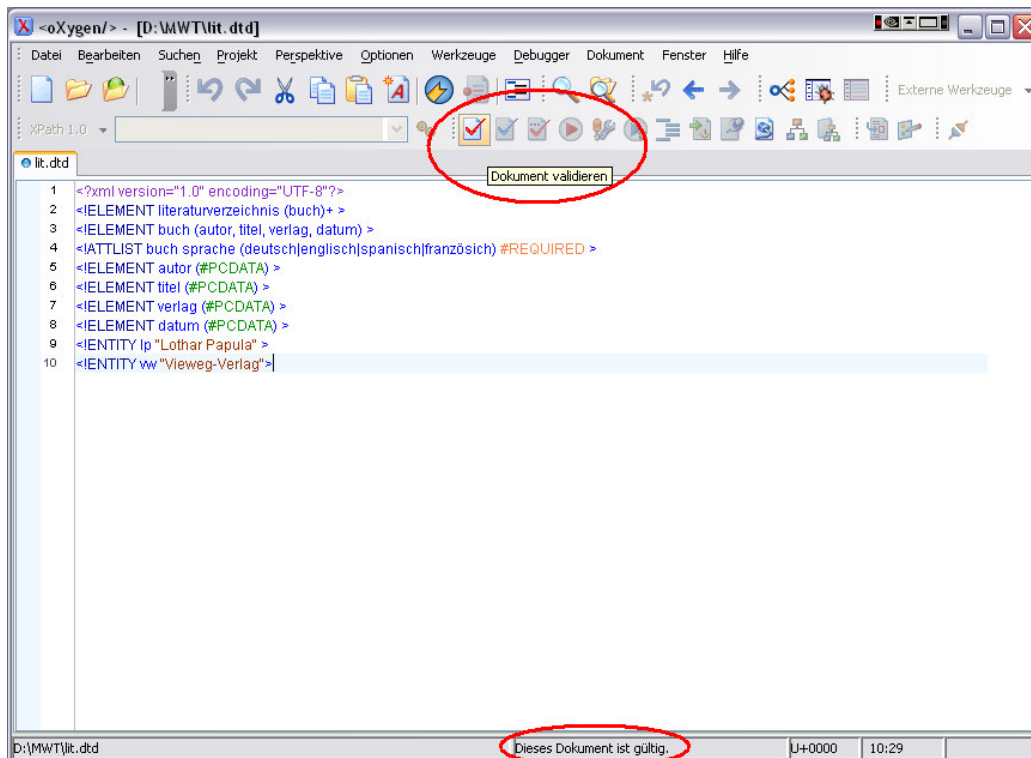 <oXygen/> - [D:\MWT\lit.dtd]
Datei Bearbeiten Suchen Projekt Perspektive Optionen Werkzeuge Debugger Dokument Fenster Hilfe
Externe Werkzeuge
XPath 1.0
lit.dtd
Dokument validieren
1 <?xml version="1.0" encoding="UTF-8"?>
2 <!ELEMENT literaturverzeichnis (buch)+ >
3 <!ELEMENT buch (autor, titel, verlag, datum) >
4 <!ATTLIST buch sprache (deutsch|englisch|spanisch|französich) #REQUIRED >
5 <!ELEMENT autor (#PCDATA) >
6 <!ELEMENT titel (#PCDATA) >
7 <!ELEMENT verlag (#PCDATA) >
8 <!ELEMENT datum (#PCDATA) >
9 <!ENTITY lp "Lothar Papula" >
10 <!ENTITY vw "Vieweg-Verlag">
D:\MWT\lit.dtd Dieses Dokument ist gültig. U+0000 10:29